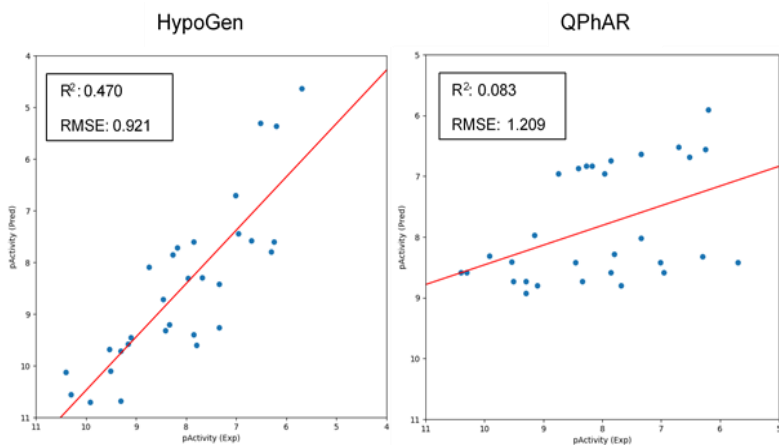 HypoGen
QPhAR
R²: 0.470
RMSE: 0.921
4
5
6
7
8
9
10
11
pActivity (Pred)
11 10 9 8 7 6 5 4
pActivity (Exp)
R²: 0.083
RMSE: 1.209
5
6
7
8
9
10
11
pActivity (Pred)
11 10 9 8 7 6 5
pActivity (Exp)